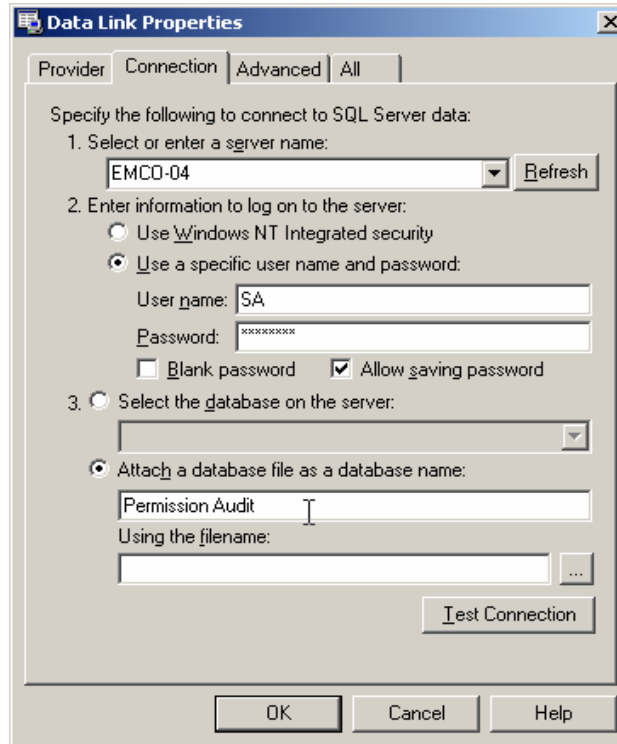 Data Link Properties
Provider Connection Advanced All
Specify the following to connect to SQL Server data:
1. Select or enter a server name:
EMCO-04 Refresh
2. Enter information to log on to the server:
Use Windows NT Integrated security
Use a specific user name and password:
User name: SA
Password: ********
Blank password Allow saving password
3. Select the database on the server:
Attach a database file as a database name:
Permission Audit
Using the filename:
...
Test Connection
OK Cancel Help